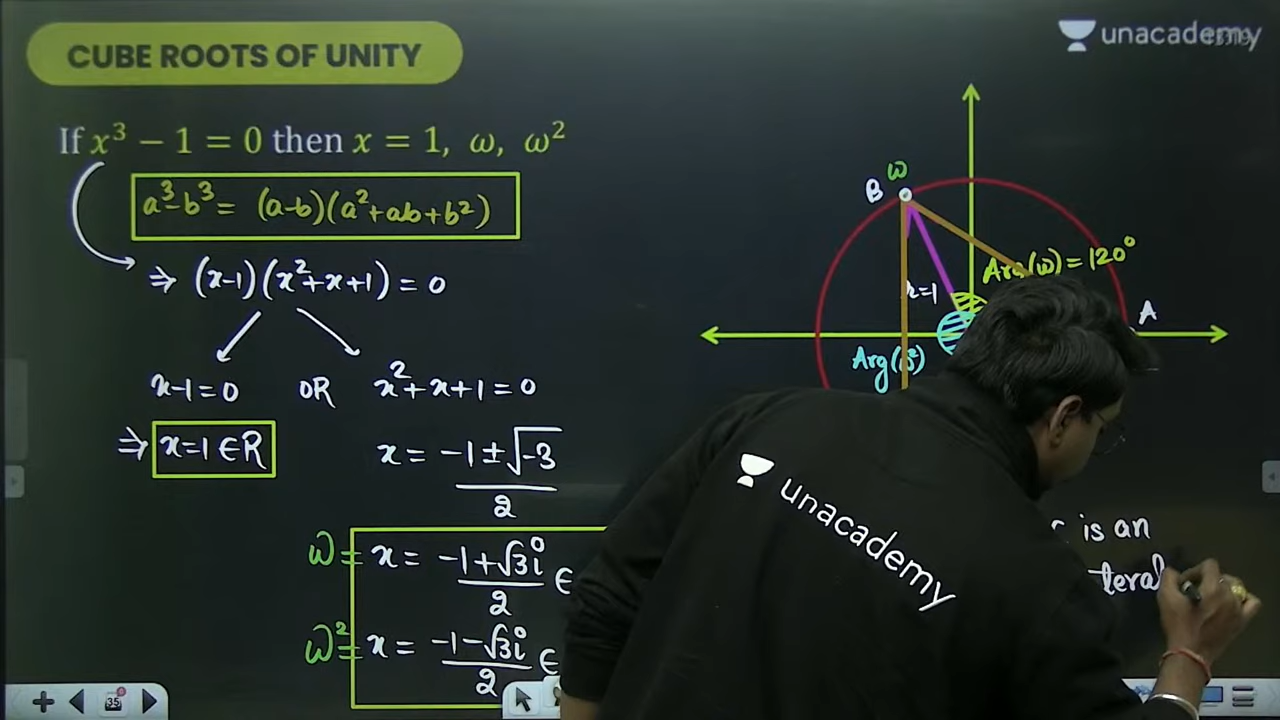 CUBE ROOTS OF UNITY
unacademy
If x³ − 1 = 0 then x = 1, ω, ω²
a³-b³ = (a-b)(a²+ab+b²)
⇒ (x-1)(x²+x+1) = 0
x-1=0 OR x²+x+1=0
⇒ x=1 ∈ R
x = (-1±√-3)/2
ω = x = (-1+√3i)/2 ∈
ω² = x = (-1-√3i)/2 ∈
B ω
Arg(ω) = 120°
r=1
A
Arg(ω²)
unacademy
is an
teral
35